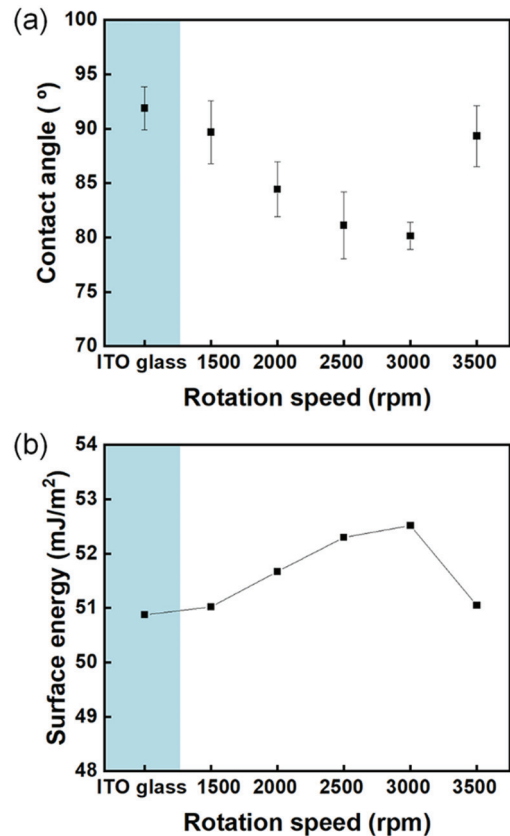 (a)
100
95
90
85
80
75
70
Contact angle ( º)
ITO glass 1500 2000 2500 3000 3500
Rotation speed (rpm)
(b)
54
53
52
51
50
49
48
Surface energy (mJ/m²)
ITO glass 1500 2000 2500 3000 3500
Rotation speed (rpm)